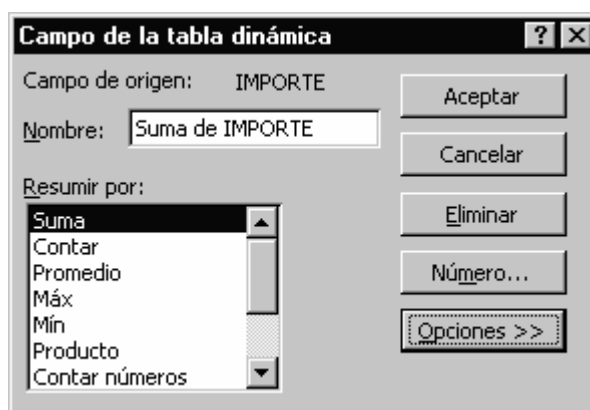 Campo de la tabla dinámica ? ×
Campo de origen: IMPORTE
Aceptar
Nombre: Suma de IMPORTE
Cancelar
Resumir por:
Suma
Contar
Promedio
Máx
Mín
Producto
Contar números
Eliminar
Número...
Opciones >>